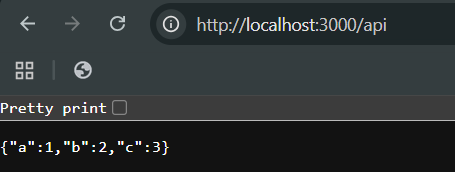 http://localhost:3000/api
Pretty print
{"a":1,"b":2,"c":3}